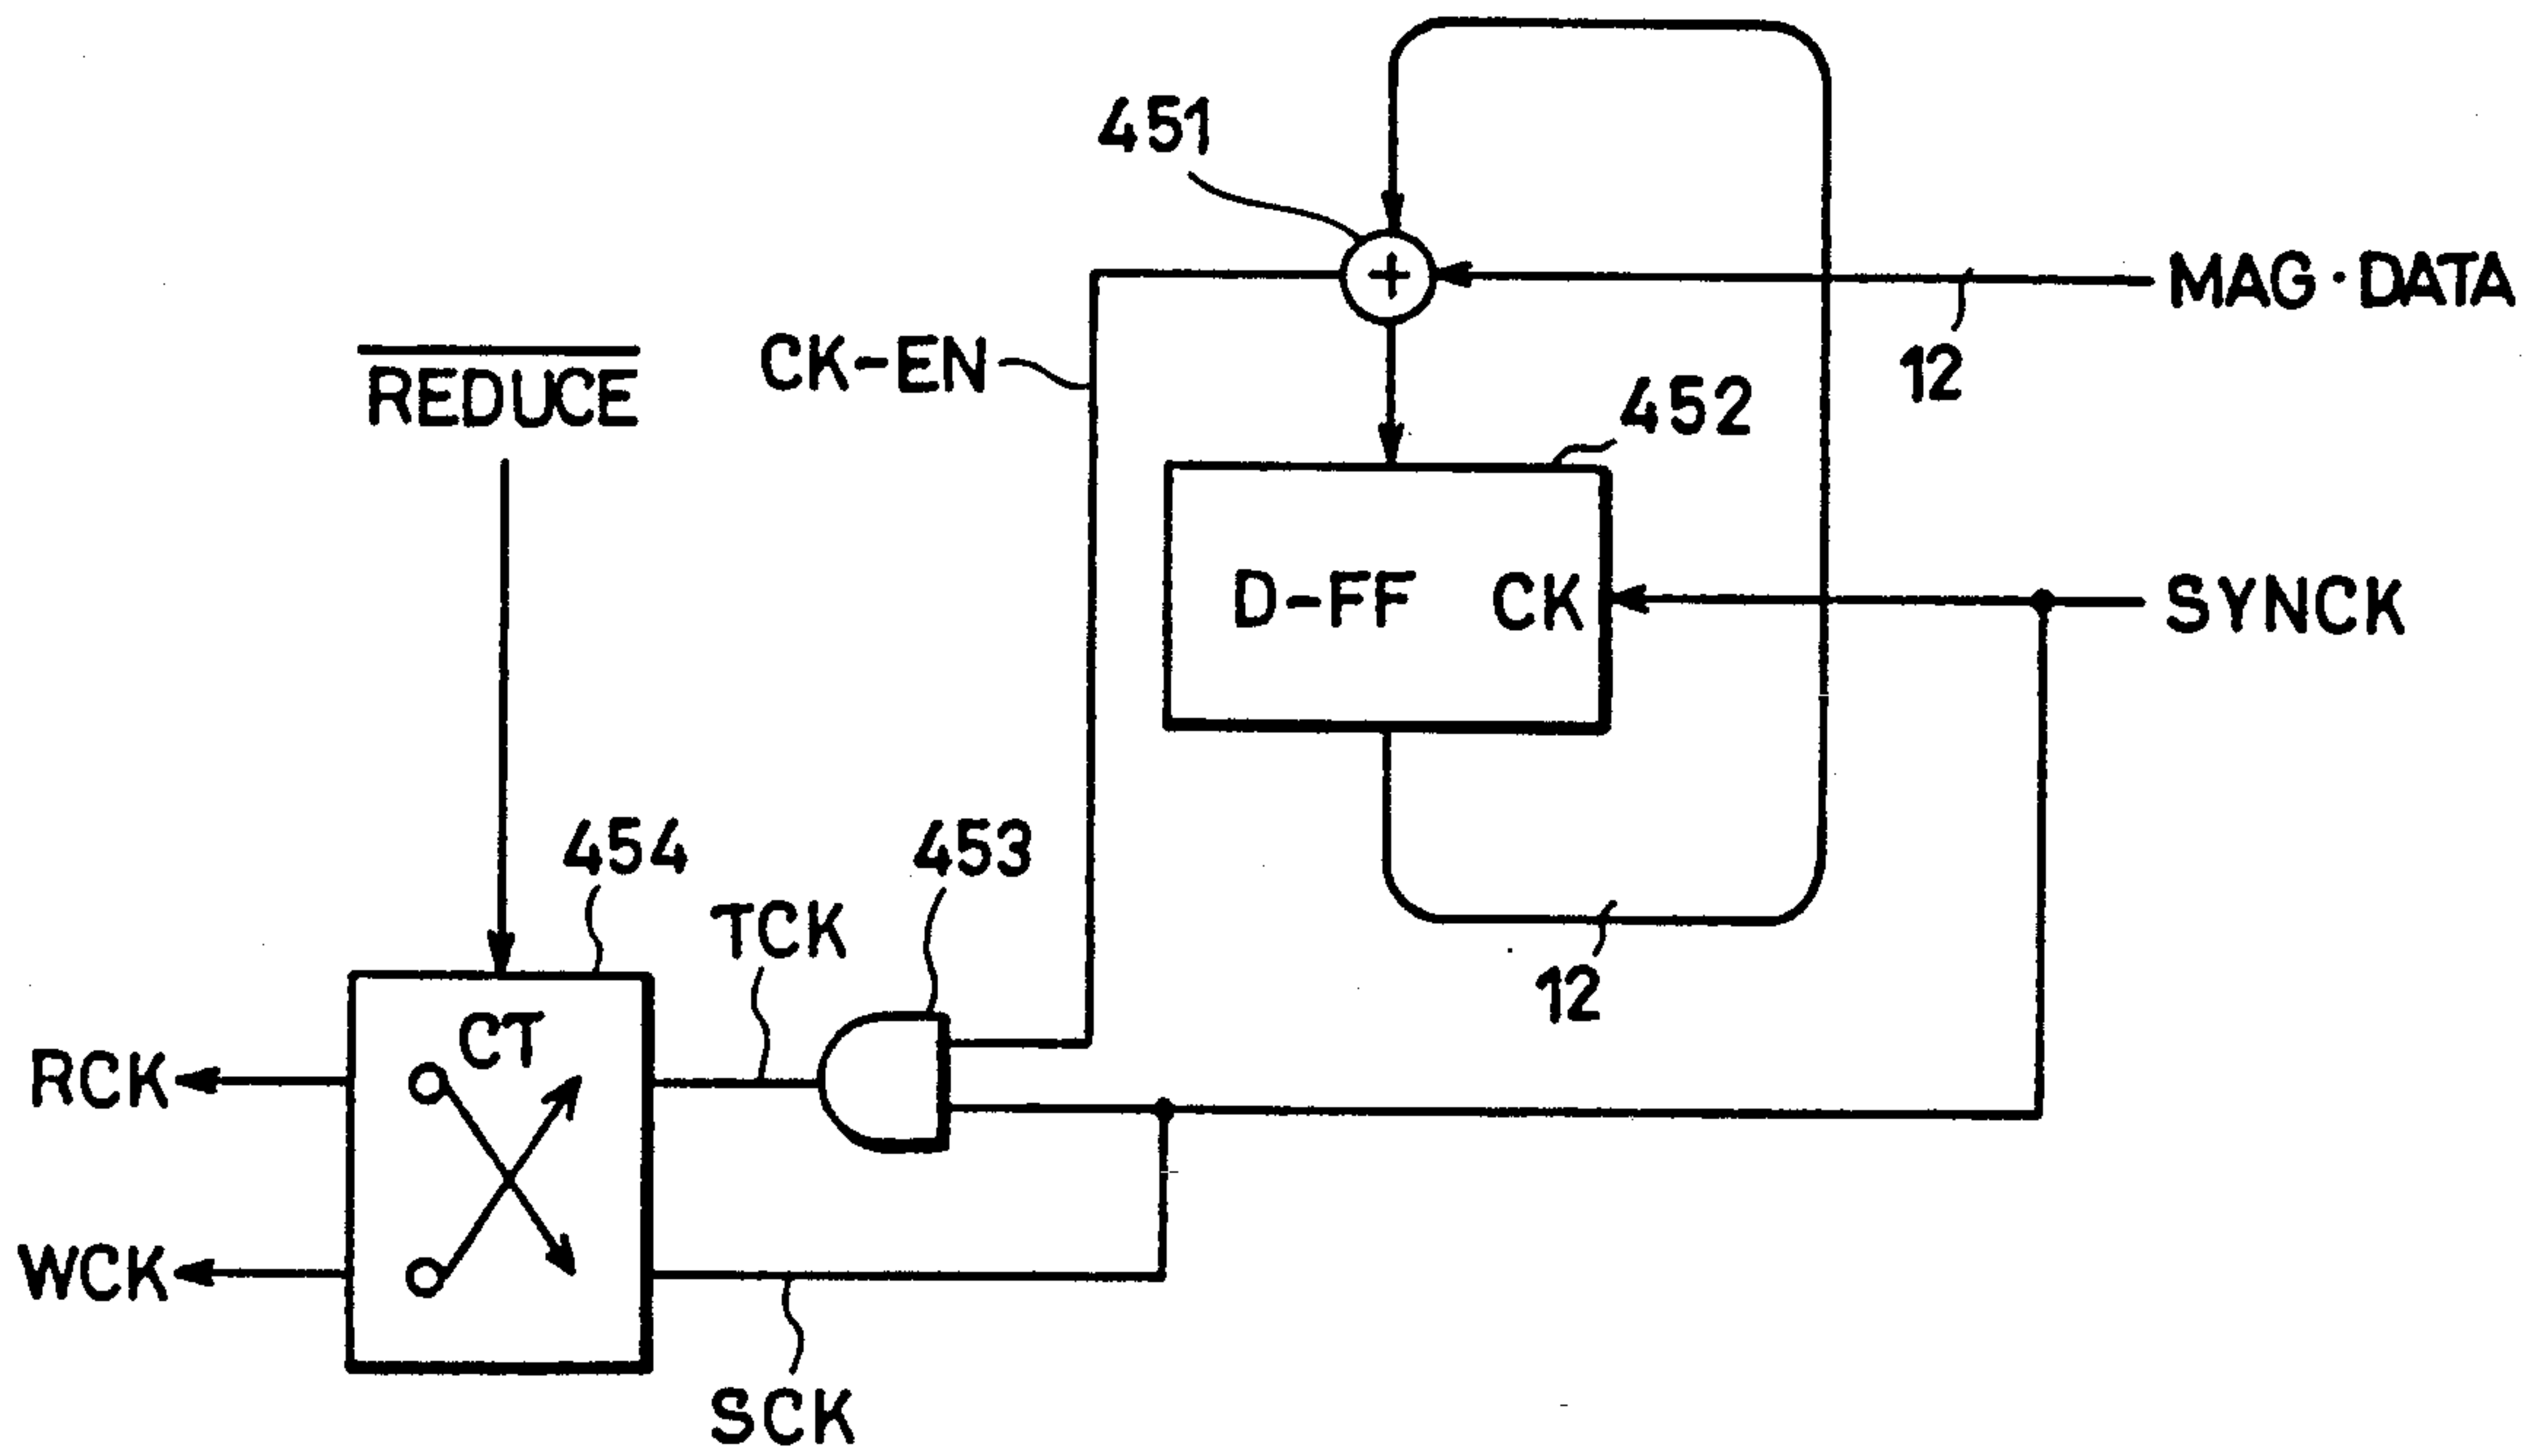 451
MAG·DATA
CK-EN
12
REDUCE
452
D-FF CK
SYNCK
454
453
TCK
12
CT
RCK
WCK
SCK